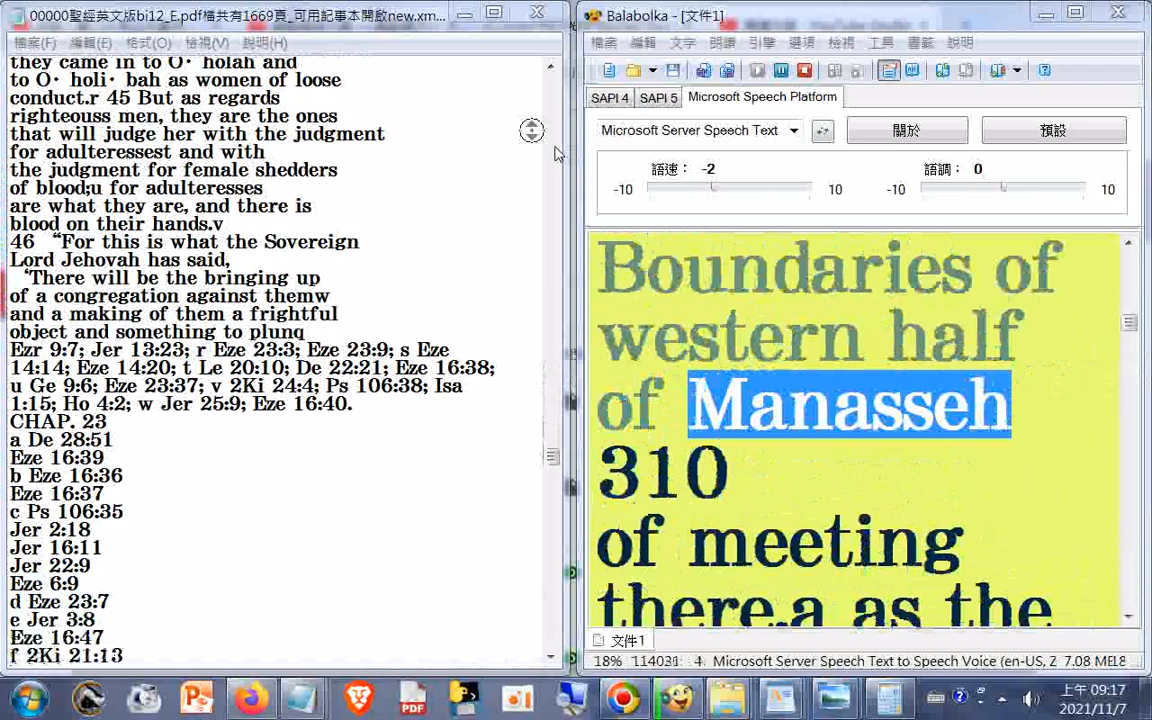 00000聖經英文版bi12_E.pdf檔共有1669頁_可用記事本開啟new.xm...
檔案(F) 編輯(E) 格式(O) 檢視(V) 說明(H)
they came in to O· holah and
to O· holi· bah as women of loose
conduct.r 45 But as regards
righteouss men, they are the ones
that will judge her with the judgment
for adulteressest and with
the judgment for female shedders
of blood;u for adulteresses
are what they are, and there is
blood on their hands.v
46 “For this is what the Sovereign
Lord Jehovah has said,
‘There will be the bringing up
of a congregation against themw
and a making of them a frightful
object and something to plunq
Ezr 9:7; Jer 13:23; r Eze 23:3; Eze 23:9; s Eze
14:14; Eze 14:20; t Le 20:10; De 22:21; Eze 16:38;
u Ge 9:6; Eze 23:37; v 2Ki 24:4; Ps 106:38; Isa
1:15; Ho 4:2; w Jer 25:9; Eze 16:40.
CHAP. 23
a De 28:51
Eze 16:39
b Eze 16:36
Eze 16:37
c Ps 106:35
Jer 2:18
Jer 16:11
Jer 22:9
Eze 6:9
d Eze 23:7
e Jer 3:8
Eze 16:47
f 2Ki 21:13
Balabolka - [文件1]
檔案 編輯 文字 朗讀 引擎 選項 檢視 工具 書籤 說明
SAPI 4 SAPI 5 Microsoft Speech Platform
Microsoft Server Speech Text 關於 預設
語速： -2 語調： 0
-10 10 -10 10
Boundaries of
western half
of Manasseh
310
of meeting
there,a as the
文件1
18% 114031 4 Microsoft Server Speech Text to Speech Voice (en-US, Z 7.08 ME
PDF
上午 09:17
2021/11/7